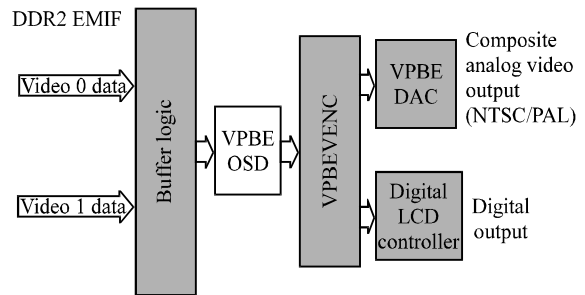 DDR2 EMIF
Video 0 data
Video 1 data
Buffer logic
VPBE
OSD
VPBEVENC
VPBE
DAC
Composite
analog video
output
(NTSC/PAL)
Digital
LCD
controller
Digital
output